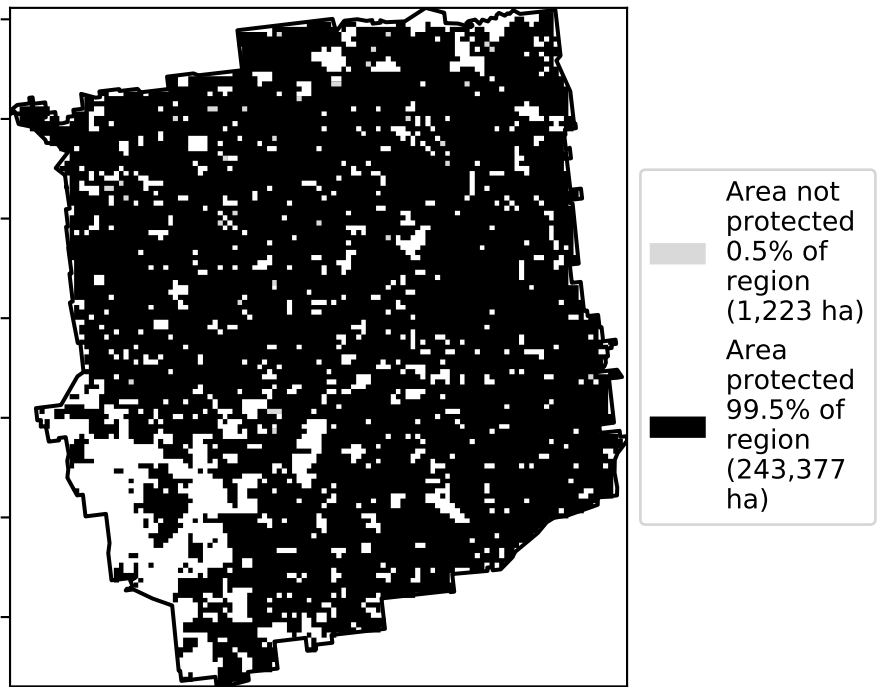 Area not
protected
0.5% of
region
(1,223 ha)
Area
protected
99.5% of
region
(243,377
ha)